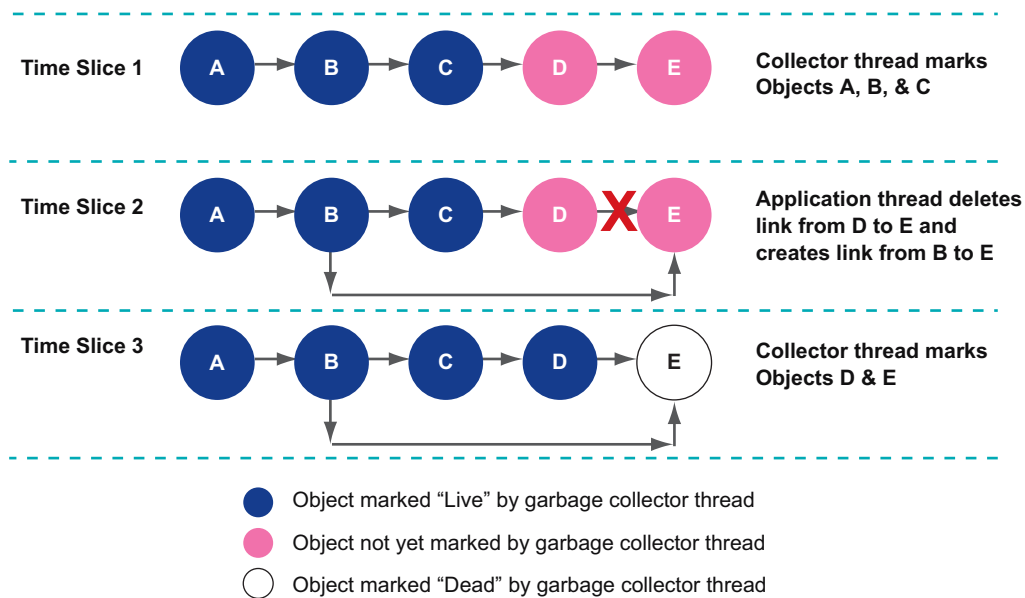 Time Slice 1
A
B
C
D
E
Collector thread marks
Objects A, B, & C
Time Slice 2
A
B
C
D
X
E
Application thread deletes
link from D to E and
creates link from B to E
Time Slice 3
A
B
C
D
E
Collector thread marks
Objects D & E
Object marked “Live” by garbage collector thread
Object not yet marked by garbage collector thread
Object marked “Dead” by garbage collector thread